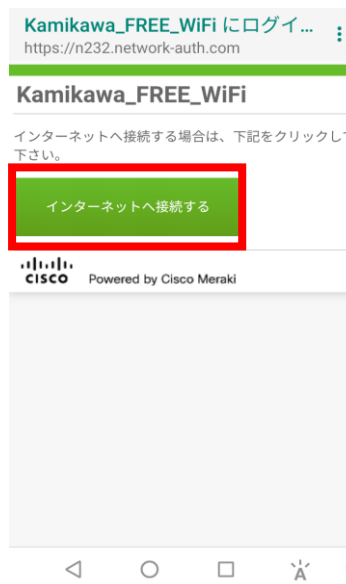 Kamikawa_FREE_WiFi にログイ...
https://n232.network-auth.com
Kamikawa_FREE_WiFi
インターネットへ接続する場合は、下記をクリックして
下さい。
インターネットへ接続する
CISCO Powered by Cisco Meraki
A